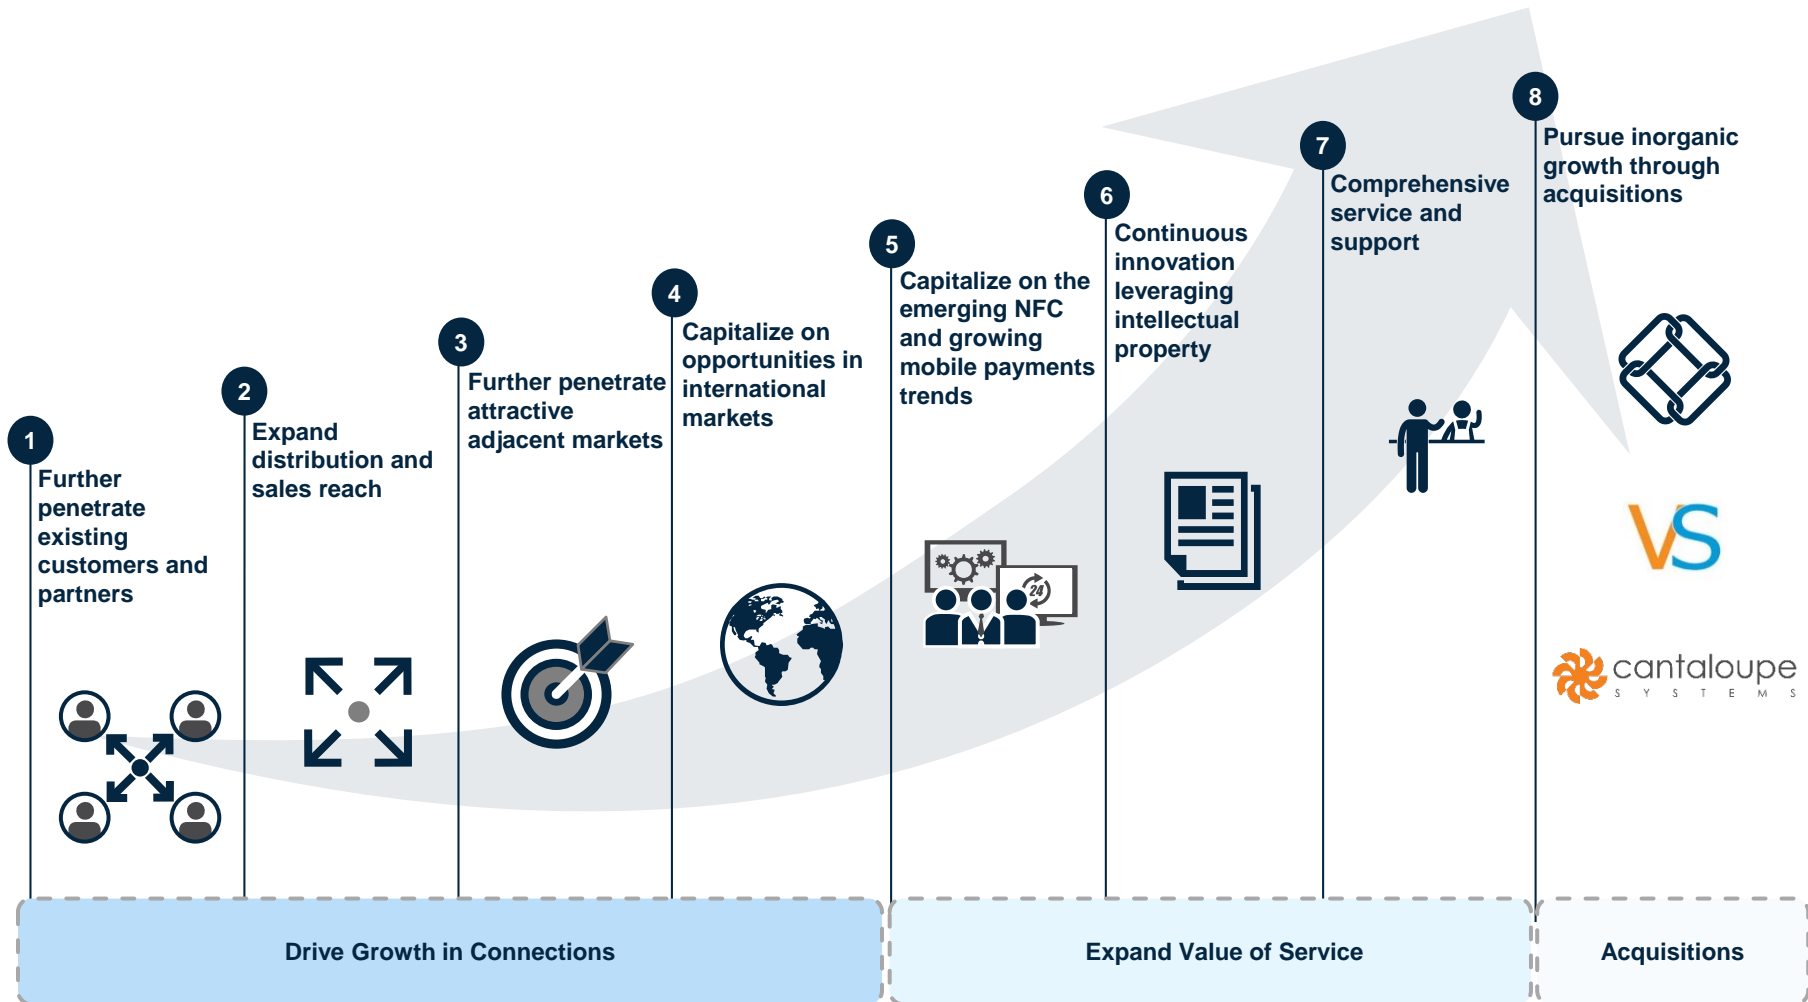 1
Further
penetrate
existing
customers and
partners
2
Expand
distribution and
sales reach
3
Further penetrate
attractive
adjacent markets
4
Capitalize on
opportunities in
international
markets
5
Capitalize on the
emerging NFC
and growing
mobile payments
trends
24
6
Continuous
innovation
leveraging
intellectual
property
7
Comprehensive
service and
support
8
Pursue inorganic
growth through
acquisitions
VS
cantaloupe
SYSTEMS
Drive Growth in Connections
Expand Value of Service
Acquisitions